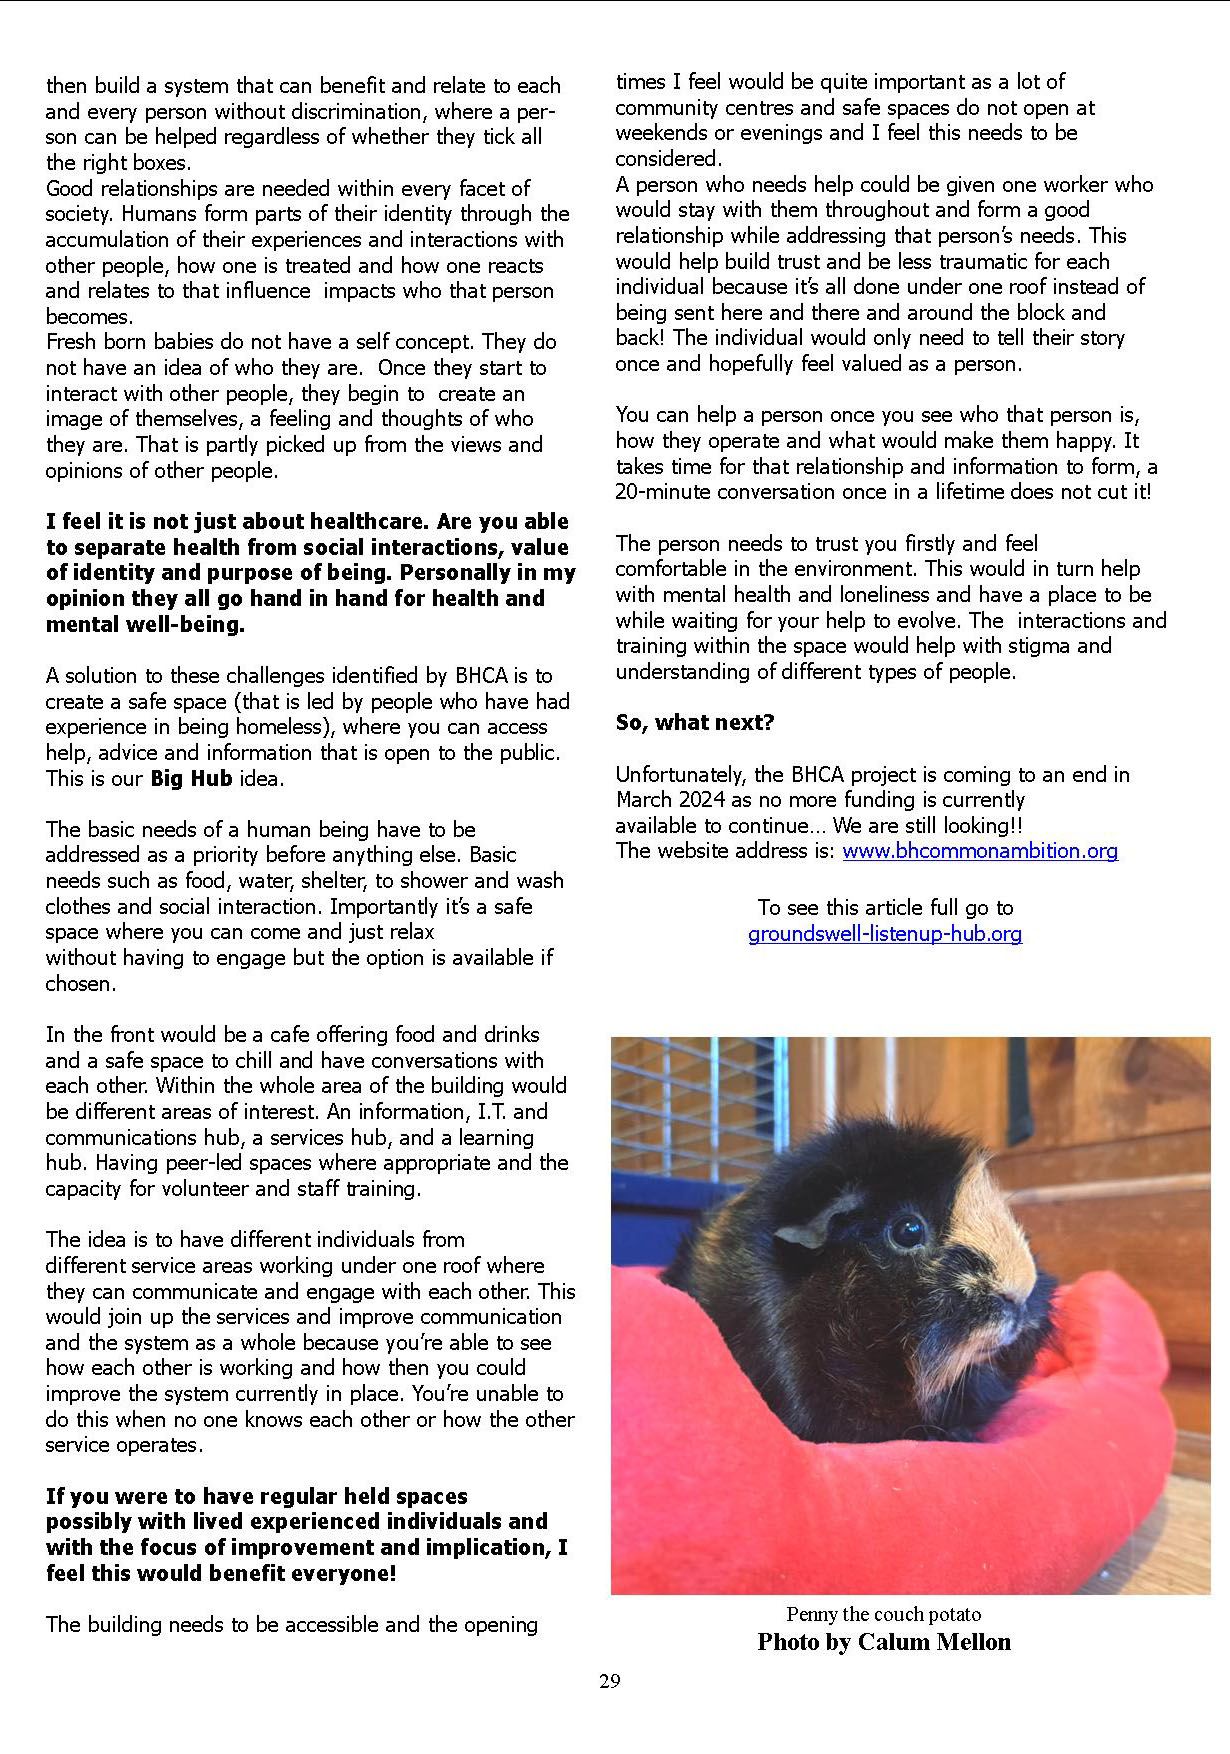 then build a system that can benefit and relate to each
and every person without discrimination, where a per-
son can be helped regardless of whether they tick all
the right boxes.
Good relationships are needed within every facet of
society. Humans form parts of their identity through the
accumulation of their experiences and interactions with
other people, how one is treated and how one reacts
and relates to that influence  impacts who that person
becomes.
Fresh born babies do not have a self concept. They do
not have an idea of who they are.  Once they start to
interact with other people, they begin to  create an
image of themselves, a feeling and thoughts of who
they are. That is partly picked up from the views and
opinions of other people.
I feel it is not just about healthcare. Are you able
to separate health from social interactions, value
of identity and purpose of being. Personally in my
opinion they all go hand in hand for health and
mental well-being.
A solution to these challenges identified by BHCA is to
create a safe space (that is led by people who have had
experience in being homeless), where you can access
help, advice and information that is open to the public.
This is our Big Hub idea.
The basic needs of a human being have to be
addressed as a priority before anything else. Basic
needs such as food, water, shelter, to shower and wash
clothes and social interaction. Importantly it’s a safe
space where you can come and just relax
without having to engage but the option is available if
chosen.
In the front would be a cafe offering food and drinks
and a safe space to chill and have conversations with
each other. Within the whole area of the building would
be different areas of interest. An information, I.T. and
communications hub, a services hub, and a learning
hub. Having peer-led spaces where appropriate and the
capacity for volunteer and staff training.
The idea is to have different individuals from
different service areas working under one roof where
they can communicate and engage with each other. This
would join up the services and improve communication
and the system as a whole because you’re able to see
how each other is working and how then you could
improve the system currently in place. You’re unable to
do this when no one knows each other or how the other
service operates.
If you were to have regular held spaces
possibly with lived experienced individuals and
with the focus of improvement and implication, I
feel this would benefit everyone!
The building needs to be accessible and the opening
times I feel would be quite important as a lot of
community centres and safe spaces do not open at
weekends or evenings and I feel this needs to be
considered.
A person who needs help could be given one worker who
would stay with them throughout and form a good
relationship while addressing that person’s needs. This
would help build trust and be less traumatic for each
individual because it’s all done under one roof instead of
being sent here and there and around the block and
back! The individual would only need to tell their story
once and hopefully feel valued as a person.
You can help a person once you see who that person is,
how they operate and what would make them happy. It
takes time for that relationship and information to form, a
20-minute conversation once in a lifetime does not cut it!
The person needs to trust you firstly and feel
comfortable in the environment. This would in turn help
with mental health and loneliness and have a place to be
while waiting for your help to evolve. The  interactions and
training within the space would help with stigma and
understanding of different types of people.
So, what next?
Unfortunately, the BHCA project is coming to an end in
March 2024 as no more funding is currently
available to continue... We are still looking!!
The website address is: www.bhcommonambition.org
To see this article full go to
groundswell-listenup-hub.org
Penny the couch potato
Photo by Calum Mellon
29